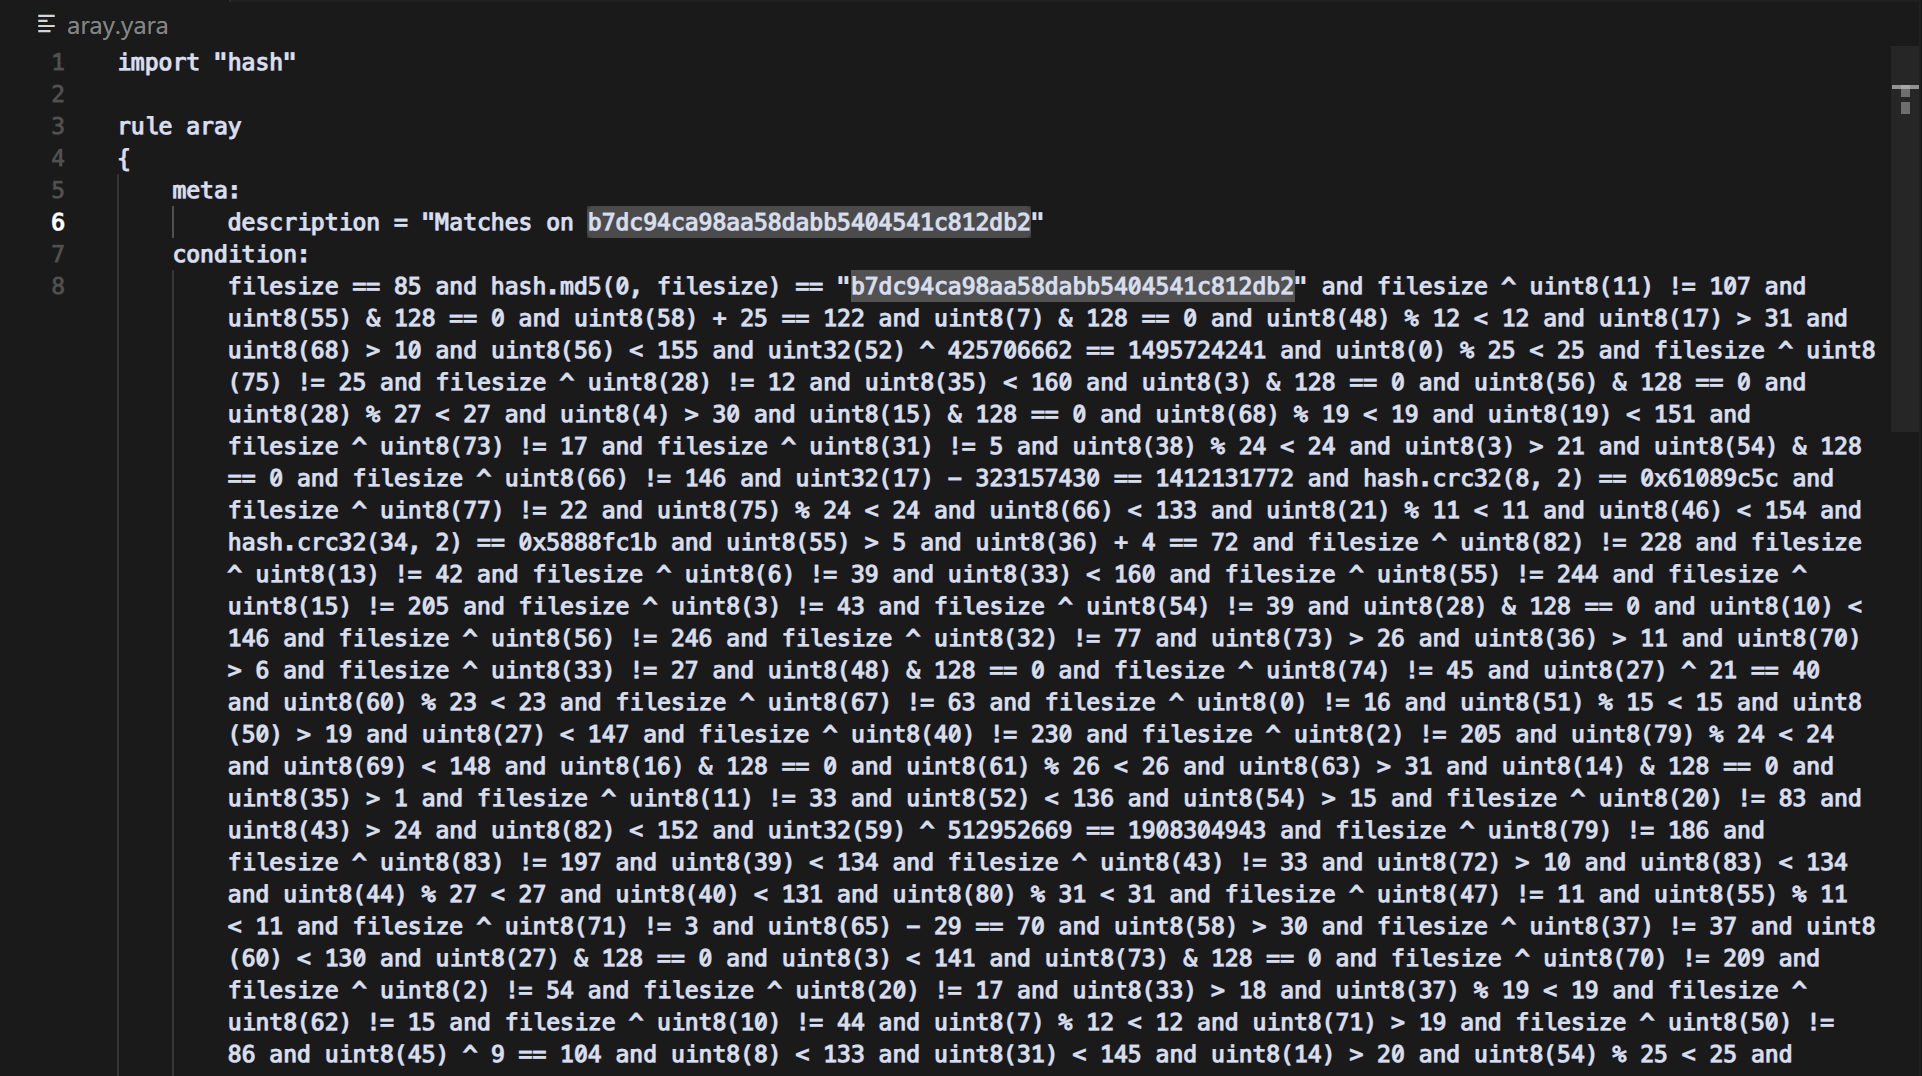 aray.yara
1 import "hash"
2
3 rule aray
4 {
5 meta:
6 description = "Matches on b7dc94ca98aa58dabb5404541c812db2"
7 condition:
8 filesize == 85 and hash.md5(0, filesize) == "b7dc94ca98aa58dabb5404541c812db2" and filesize ^ uint8(11) != 107 and
uint8(55) & 128 == 0 and uint8(58) + 25 == 122 and uint8(7) & 128 == 0 and uint8(48) % 12 < 12 and uint8(17) > 31 and
uint8(68) > 10 and uint8(56) < 155 and uint32(52) ^ 425706662 == 1495724241 and uint8(0) % 25 < 25 and filesize ^ uint8
(75) != 25 and filesize ^ uint8(28) != 12 and uint8(35) < 160 and uint8(3) & 128 == 0 and uint8(56) & 128 == 0 and
uint8(28) % 27 < 27 and uint8(4) > 30 and uint8(15) & 128 == 0 and uint8(68) % 19 < 19 and uint8(19) < 151 and
filesize ^ uint8(73) != 17 and filesize ^ uint8(31) != 5 and uint8(38) % 24 < 24 and uint8(3) > 21 and uint8(54) & 128
== 0 and filesize ^ uint8(66) != 146 and uint32(17) - 323157430 == 1412131772 and hash.crc32(8, 2) == 0x61089c5c and
filesize ^ uint8(77) != 22 and uint8(75) % 24 < 24 and uint8(66) < 133 and uint8(21) % 11 < 11 and uint8(46) < 154 and
hash.crc32(34, 2) == 0x5888fc1b and uint8(55) > 5 and uint8(36) + 4 == 72 and filesize ^ uint8(82) != 228 and filesize
^ uint8(13) != 42 and filesize ^ uint8(6) != 39 and uint8(33) < 160 and filesize ^ uint8(55) != 244 and filesize ^
uint8(15) != 205 and filesize ^ uint8(3) != 43 and filesize ^ uint8(54) != 39 and uint8(28) & 128 == 0 and uint8(10) <
146 and filesize ^ uint8(56) != 246 and filesize ^ uint8(32) != 77 and uint8(73) > 26 and uint8(36) > 11 and uint8(70)
> 6 and filesize ^ uint8(33) != 27 and uint8(48) & 128 == 0 and filesize ^ uint8(74) != 45 and uint8(27) ^ 21 == 40
and uint8(60) % 23 < 23 and filesize ^ uint8(67) != 63 and filesize ^ uint8(0) != 16 and uint8(51) % 15 < 15 and uint8
(50) > 19 and uint8(27) < 147 and filesize ^ uint8(40) != 230 and filesize ^ uint8(2) != 205 and uint8(79) % 24 < 24
and uint8(69) < 148 and uint8(16) & 128 == 0 and uint8(61) % 26 < 26 and uint8(63) > 31 and uint8(14) & 128 == 0 and
uint8(35) > 1 and filesize ^ uint8(11) != 33 and uint8(52) < 136 and uint8(54) > 15 and filesize ^ uint8(20) != 83 and
uint8(43) > 24 and uint8(82) < 152 and uint32(59) ^ 512952669 == 1908304943 and filesize ^ uint8(79) != 186 and
filesize ^ uint8(83) != 197 and uint8(39) < 134 and filesize ^ uint8(43) != 33 and uint8(72) > 10 and uint8(83) < 134
and uint8(44) % 27 < 27 and uint8(40) < 131 and uint8(80) % 31 < 31 and filesize ^ uint8(47) != 11 and uint8(55) % 11
< 11 and filesize ^ uint8(71) != 3 and uint8(65) - 29 == 70 and uint8(58) > 30 and filesize ^ uint8(37) != 37 and uint8
(60) < 130 and uint8(27) & 128 == 0 and uint8(3) < 141 and uint8(73) & 128 == 0 and filesize ^ uint8(70) != 209 and
filesize ^ uint8(2) != 54 and filesize ^ uint8(20) != 17 and uint8(33) > 18 and uint8(37) % 19 < 19 and filesize ^
uint8(62) != 15 and filesize ^ uint8(10) != 44 and uint8(7) % 12 < 12 and uint8(71) > 19 and filesize ^ uint8(50) !=
86 and uint8(45) ^ 9 == 104 and uint8(8) < 133 and uint8(31) < 145 and uint8(14) > 20 and uint8(54) % 25 < 25 and